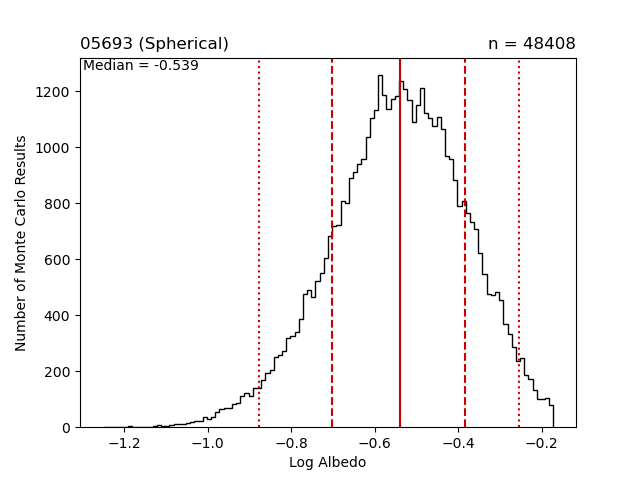 05693 (Spherical)
n = 48408
Median = -0.539
Number of Monte Carlo Results
1200
1000
800
600
400
200
0
−1.2
−1.0
−0.8
−0.6
−0.4
−0.2
Log Albedo